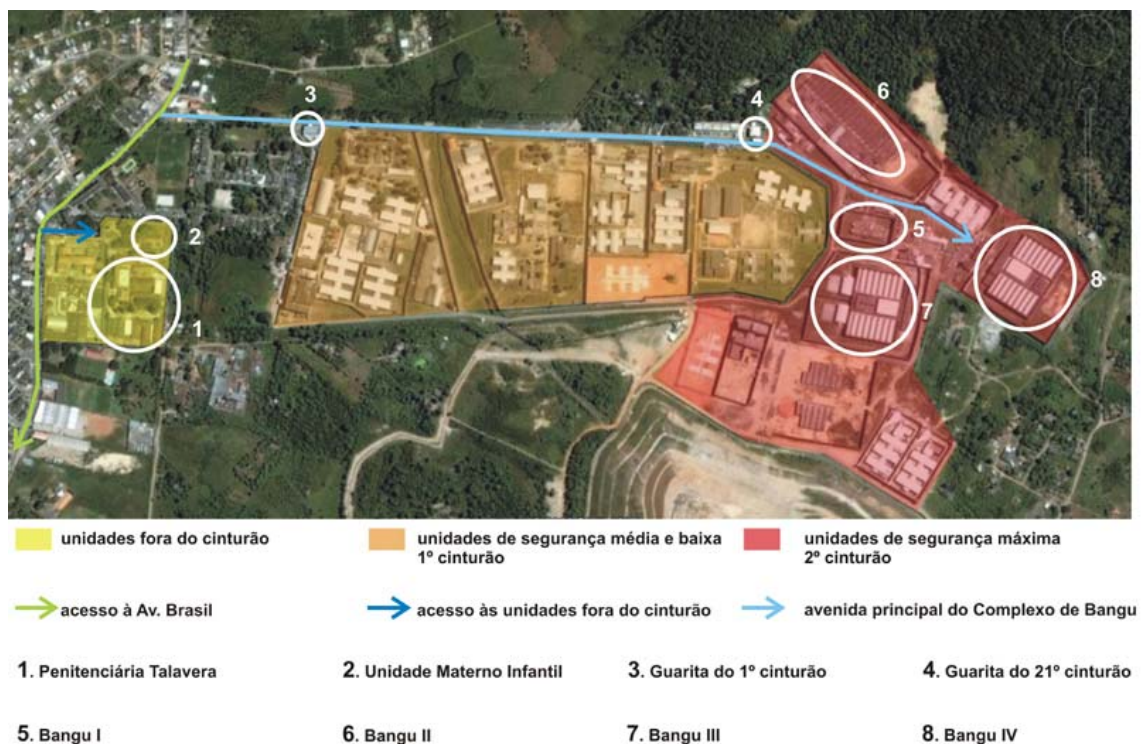 3
4
6
2
5
1
7
8
unidades fora do cinturão
unidades de segurança média e baixa
1º cinturão
unidades de segurança máxima
2º cinturão
acesso à Av. Brasil
acesso às unidades fora do cinturão
avenida principal do Complexo de Bangu
1. Penitenciária Talavera
2. Unidade Materno Infantil
3. Guarita do 1º cinturão
4. Guarita do 21º cinturão
5. Bangu I
6. Bangu II
7. Bangu III
8. Bangu IV